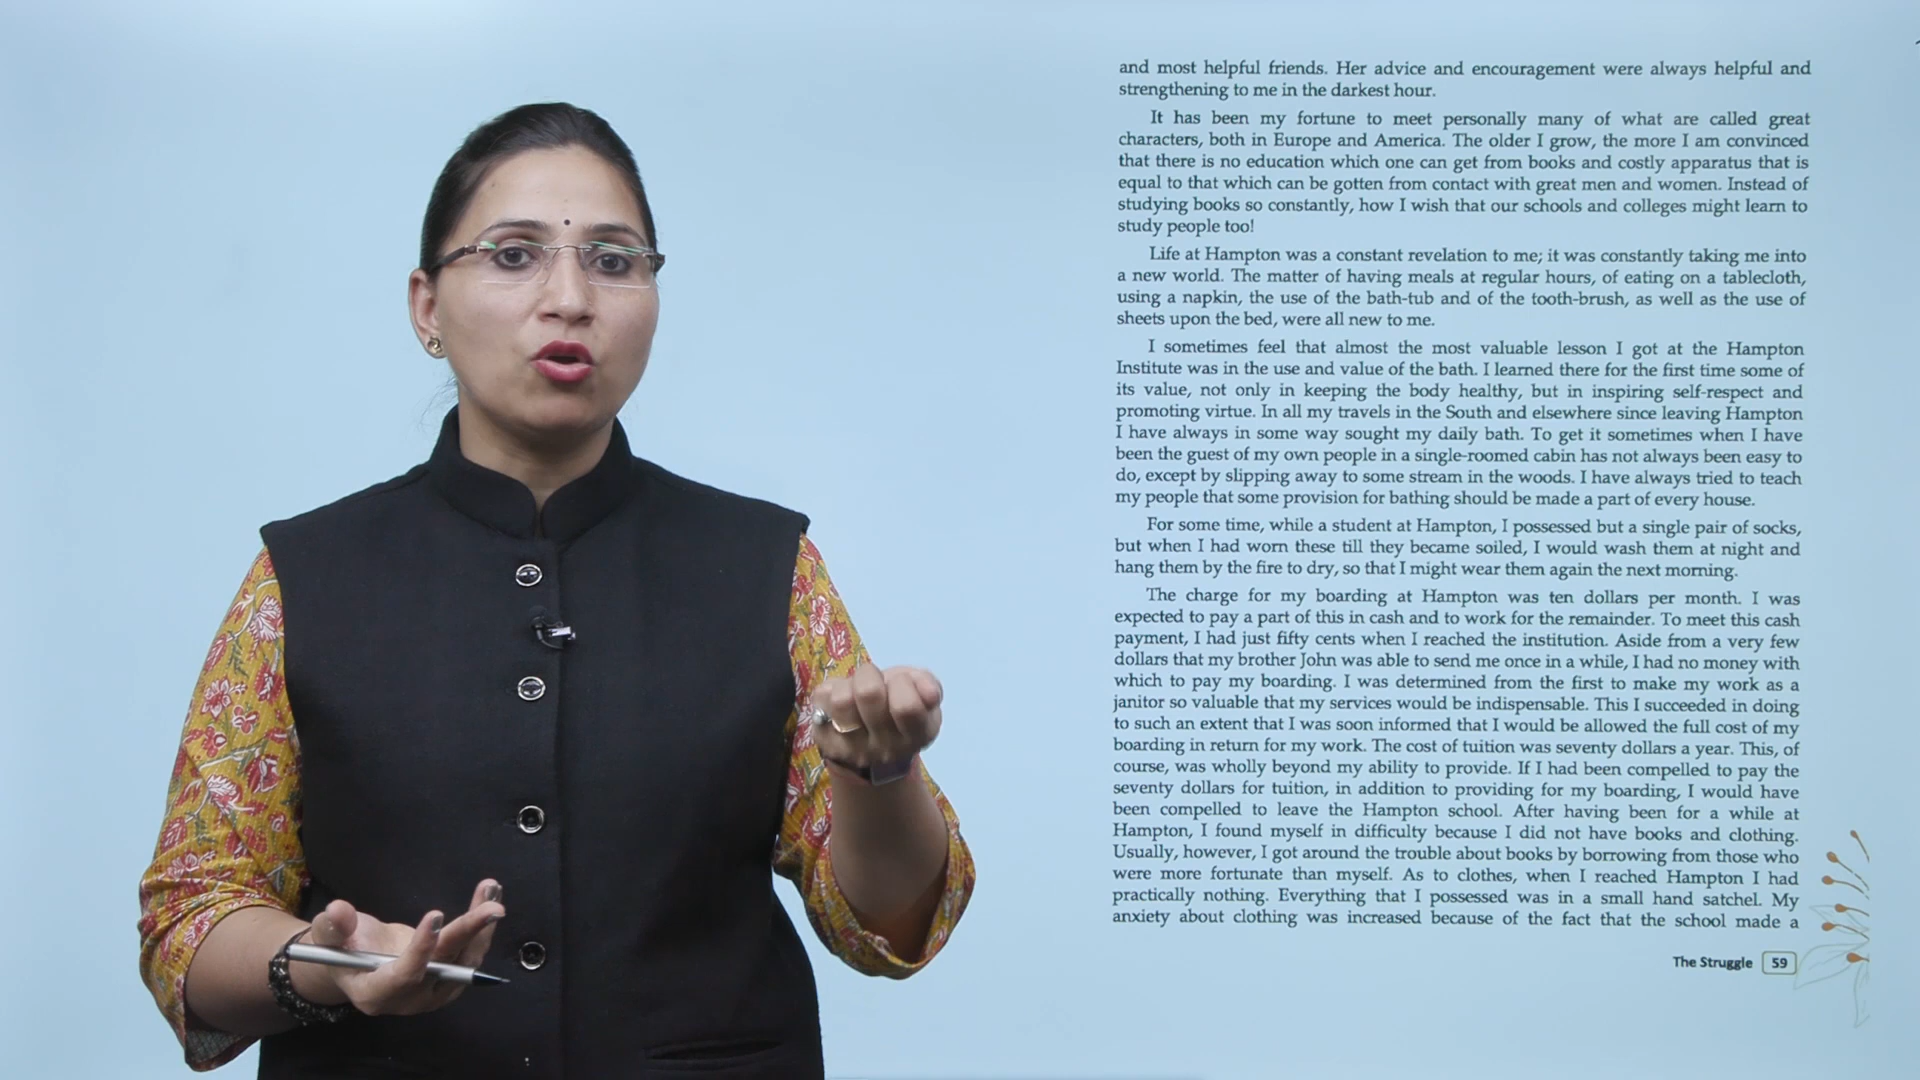 and most helpful friends. Her advice and encouragement were always helpful and
strengthening to me in the darkest hour.
It has been my fortune to meet personally many of what are called great
characters, both in Europe and America. The older I grow, the more I am convinced
that there is no education which one can get from books and costly apparatus that is
equal to that which can be gotten from contact with great men and women. Instead of
studying books so constantly, how I wish that our schools and colleges might learn to
study people too!
Life at Hampton was a constant revelation to me; it was constantly taking me into
a new world. The matter of having meals at regular hours, of eating on a tablecloth,
using a napkin, the use of the bath-tub and of the tooth-brush, as well as the use of
sheets upon the bed, were all new to me.
I sometimes feel that almost the most valuable lesson I got at the Hampton
Institute was in the use and value of the bath. I learned there for the first time some of
its value, not only in keeping the body healthy, but in inspiring self-respect and
promoting virtue. In all my travels in the South and elsewhere since leaving Hampton
I have always in some way sought my daily bath. To get it sometimes when I have
been the guest of my own people in a single-roomed cabin has not always been easy to
do, except by slipping away to some stream in the woods. I have always tried to teach
my people that some provision for bathing should be made a part of every house.
For some time, while a student at Hampton, I possessed but a single pair of socks,
but when I had worn these till they became soiled, I would wash them at night and
hang them by the fire to dry, so that I might wear them again the next morning.
The charge for my boarding at Hampton was ten dollars per month. I was
expected to pay a part of this in cash and to work for the remainder. To meet this cash
payment, I had just fifty cents when I reached the institution. Aside from a very few
dollars that my brother John was able to send me once in a while, I had no money with
which to pay my boarding. I was determined from the first to make my work as a
janitor so valuable that my services would be indispensable. This I succeeded in doing
to such an extent that I was soon informed that I would be allowed the full cost of my
boarding in return for my work. The cost of tuition was seventy dollars a year. This, of
course, was wholly beyond my ability to provide. If I had been compelled to pay the
seventy dollars for tuition, in addition to providing for my boarding, I would have
been compelled to leave the Hampton school. After having been for a while at
Hampton, I found myself in difficulty because I did not have books and clothing.
Usually, however, I got around the trouble about books by borrowing from those who
were more fortunate than myself. As to clothes, when I reached Hampton I had
practically nothing. Everything that I possessed was in a small hand satchel. My
anxiety about clothing was increased because of the fact that the school made a
The Struggle 59